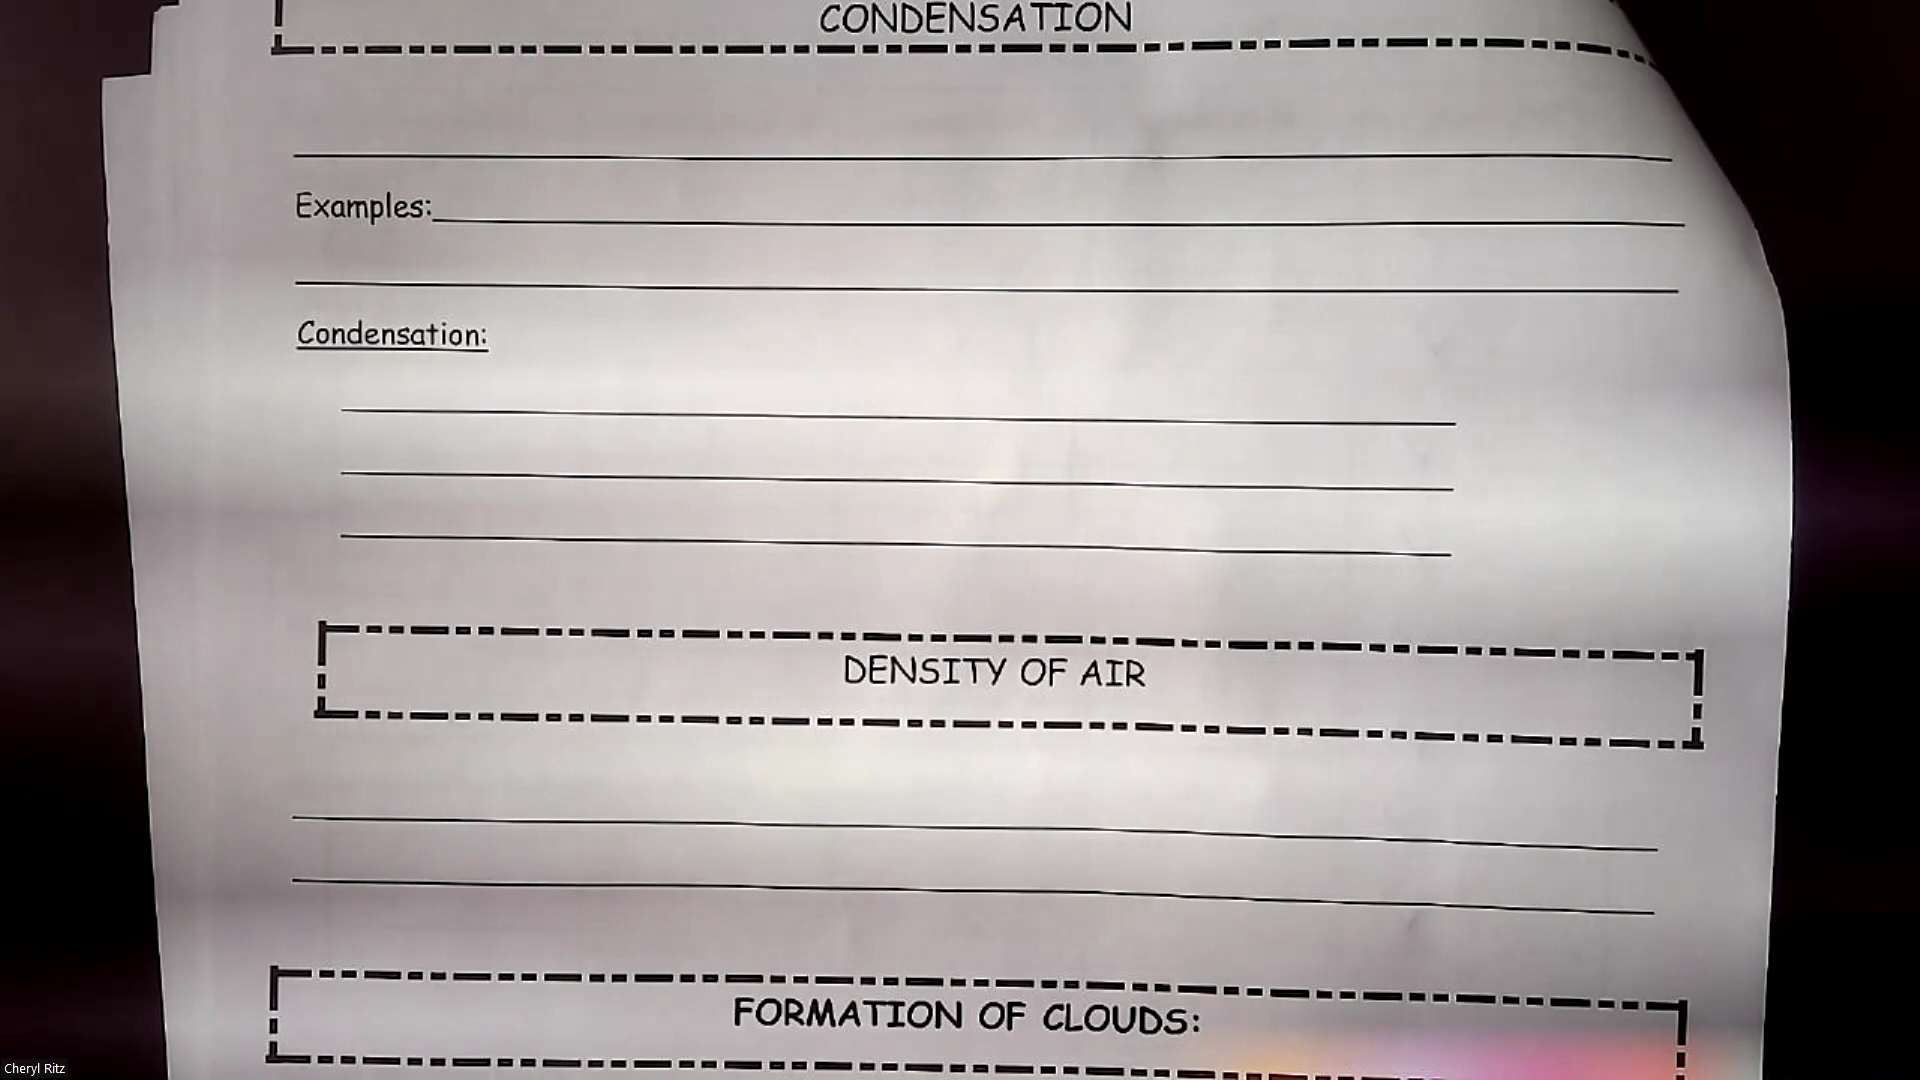 CONDENSATION
Examples:
Condensation:
DENSITY OF AIR
FORMATION OF CLOUDS:
Cheryl Ritz